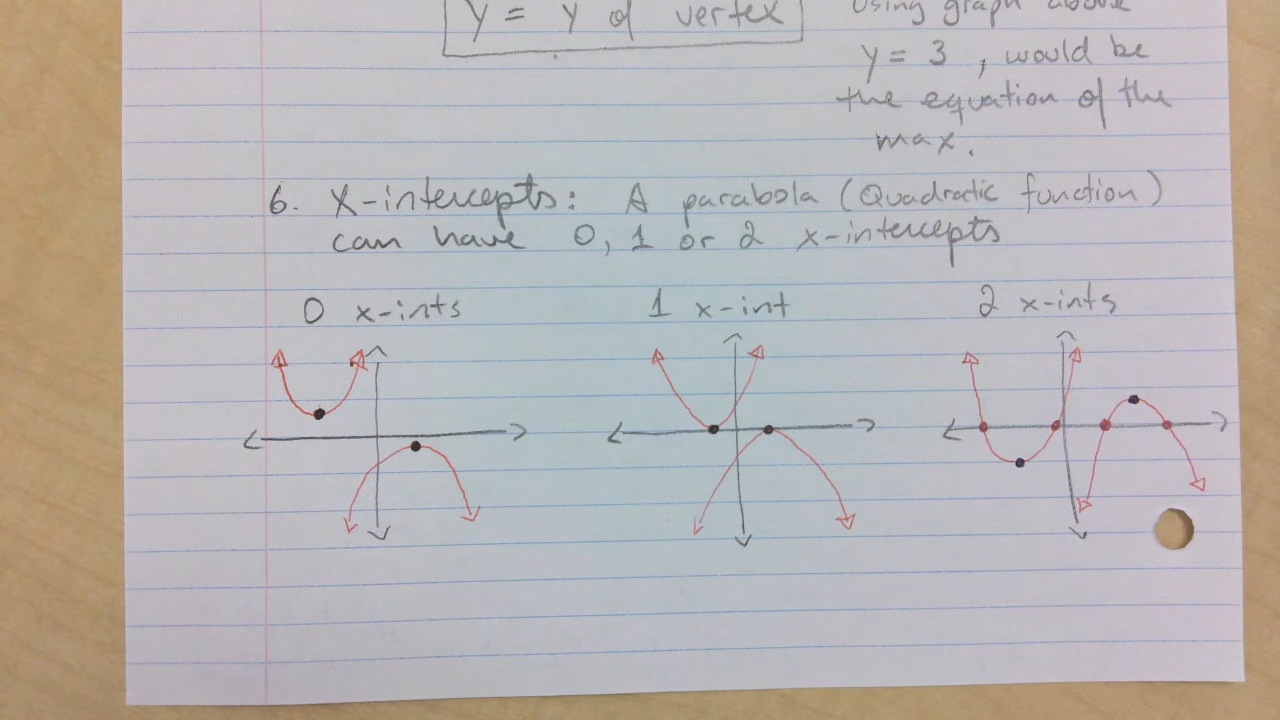 y = y of vertex
Using graph above
y = 3 , would be
the equation of the
max.
6. X-intercepts: A parabola (Quadratic function)
can have 0, 1 or 2 x-intercepts
0 x-ints
1 x-int
2 x-ints